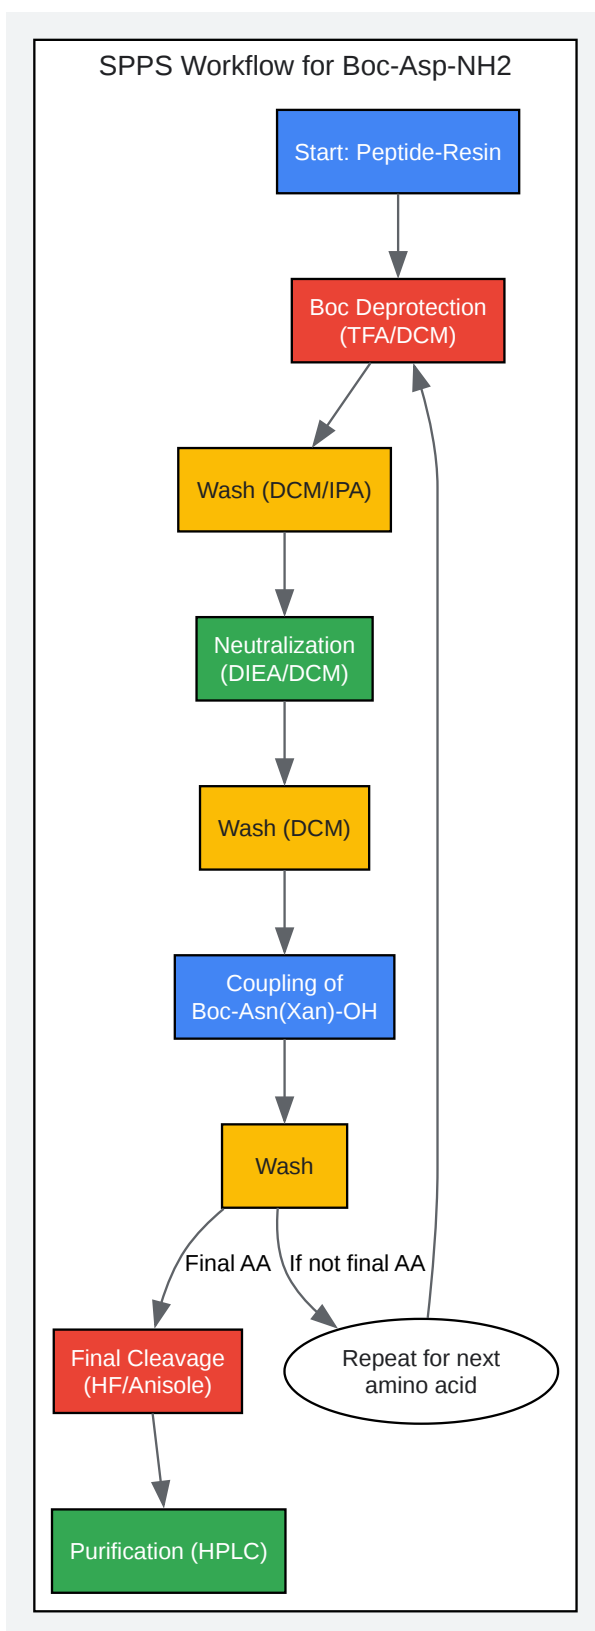 SPPS Workflow for Boc-Asp-NH2
Start: Peptide-Resin
Boc Deprotection
(TFA/DCM)
Wash (DCM/IPA)
Neutralization
(DIEA/DCM)
Wash (DCM)
Coupling of
Boc-Asn(Xan)-OH
Wash
Final AA
If not final AA
Final Cleavage
(HF/Anisole)
Repeat for next
amino acid
Purification (HPLC)